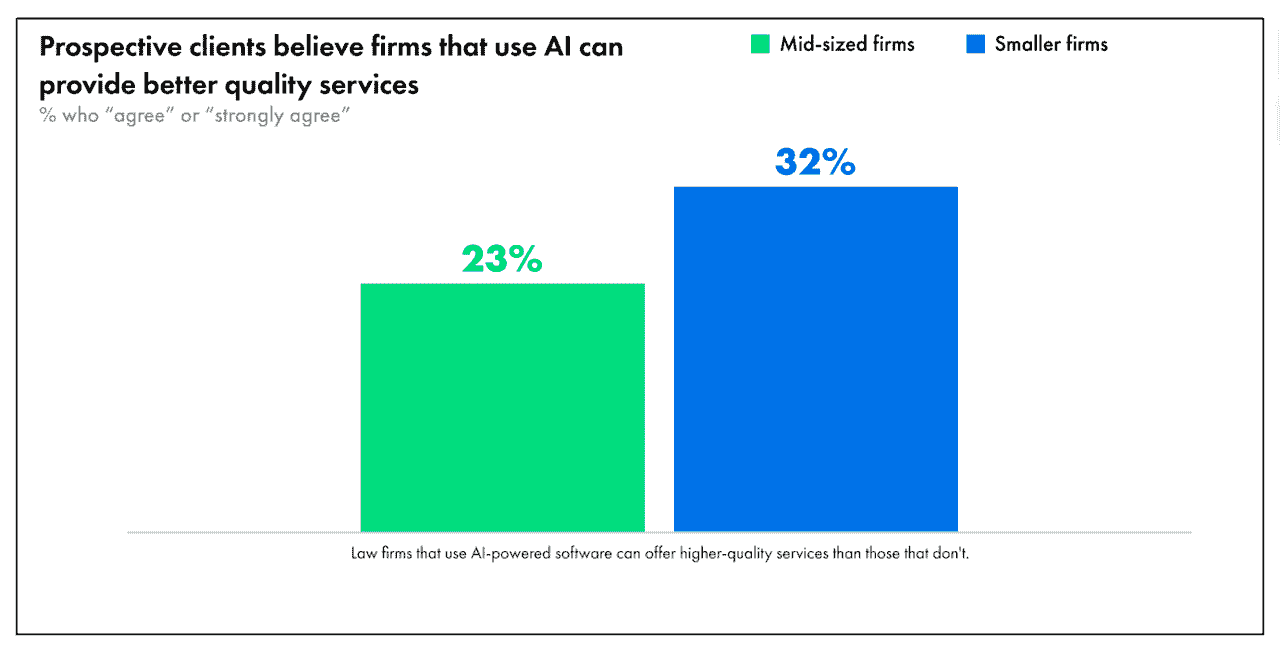 Prospective clients believe firms that use AI can
provide better quality services
% who “agree” or “strongly agree”
Mid-sized firms
Smaller firms
23%
32%
Law firms that use AI-powered software can offer higher-quality services than those that don't.